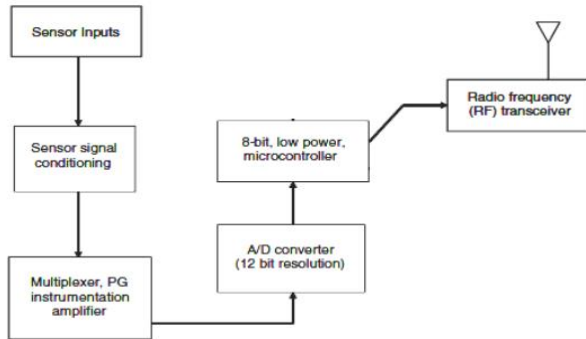 Sensor Inputs
Sensor signal
conditioning
Multiplexer, PG
instrumentation
amplifier
A/D converter
(12 bit resolution)
8-bit, low power,
microcontroller
Radio frequency
(RF) transceiver